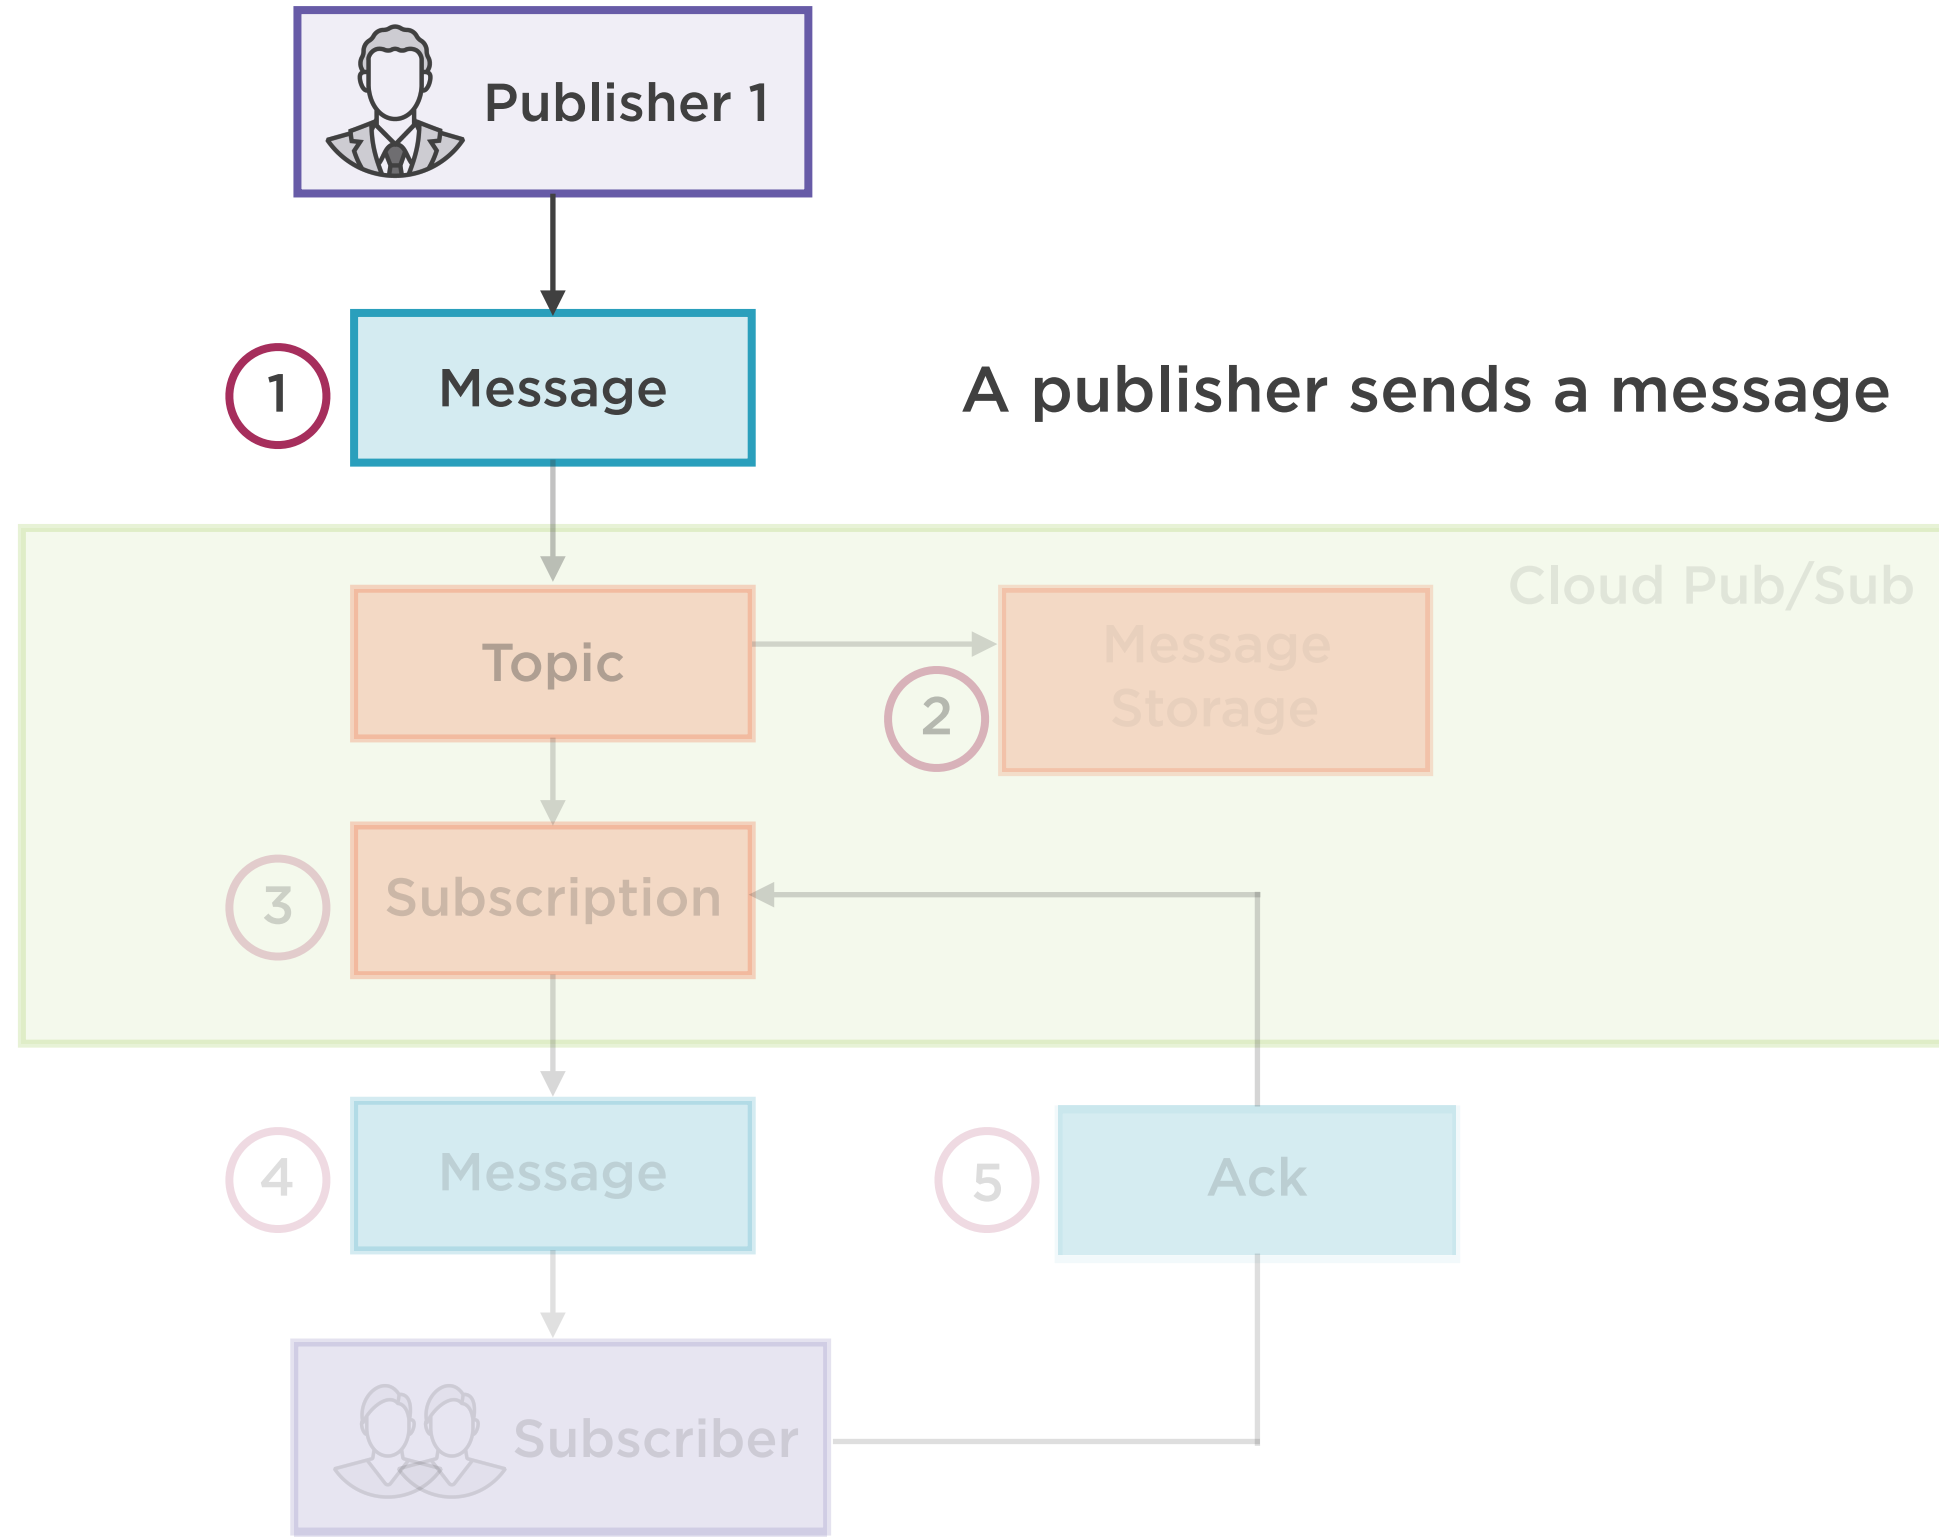 Publisher 1
1
Message
A publisher sends a message
Cloud Pub/Sub
Topic
Message
Storage
2
3
Subscription
4
Message
5
Ack
Subscriber